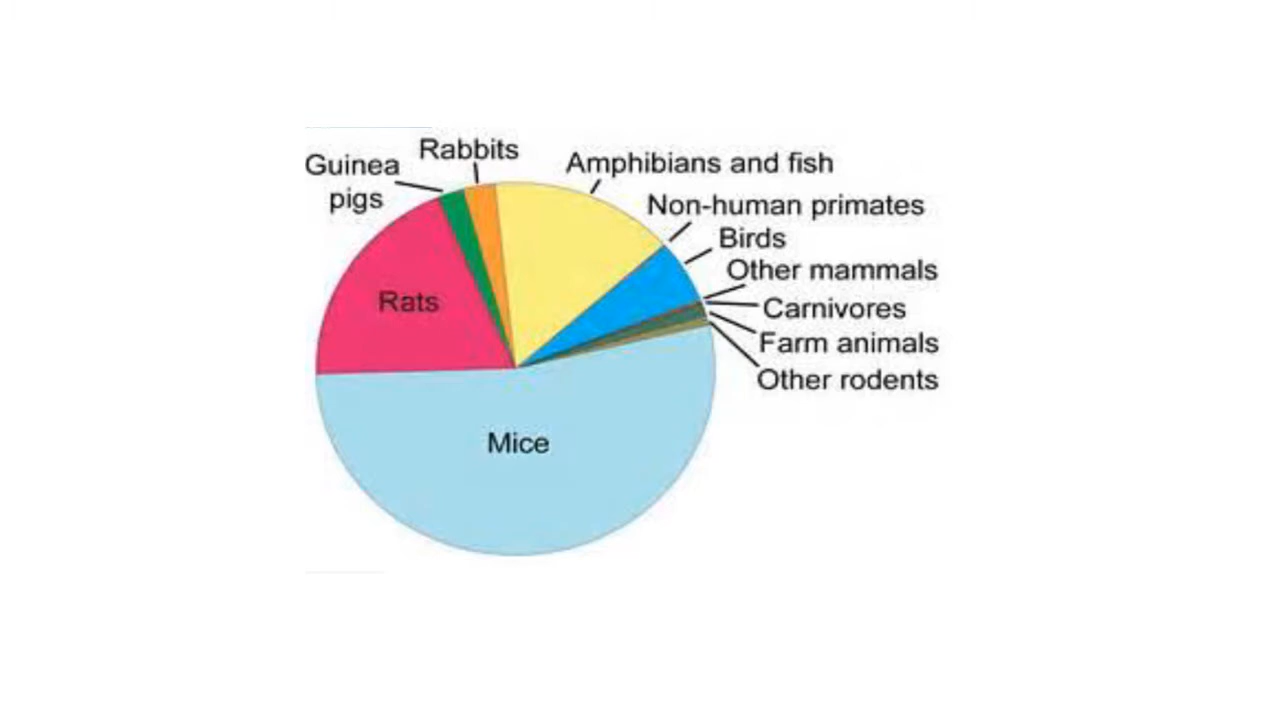 Rabbits
Guinea
pigs
Amphibians and fish
Non-human primates
Birds
Other mammals
Carnivores
Farm animals
Other rodents
Rats
Mice